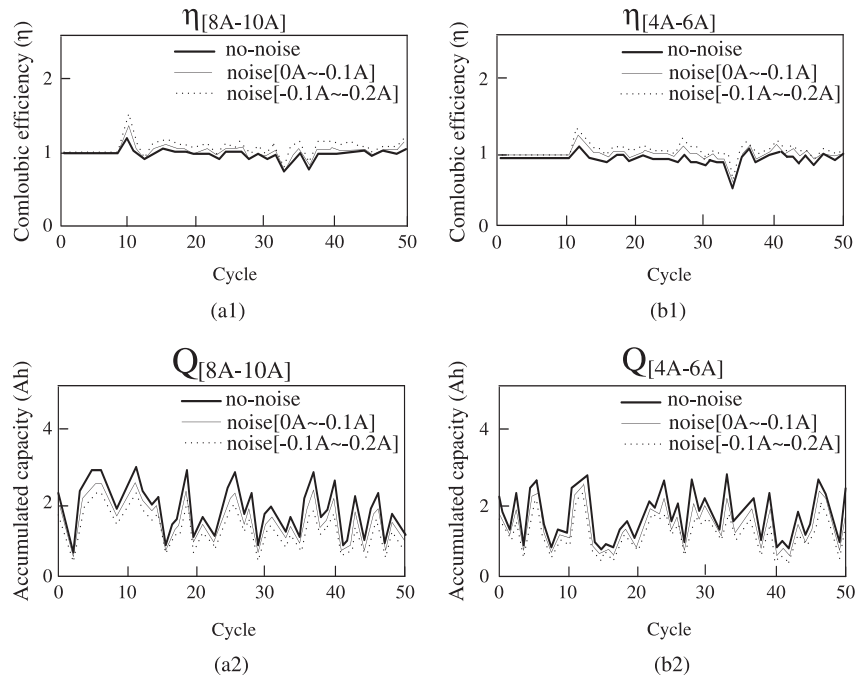 η[8A-10A]
no-noise
noise[0A~-0.1A]
noise[-0.1A~-0.2A]
Comloubic efficiency (η)
2
1
0
0 10 20 30 40 50
Cycle
(a1)
η[4A-6A]
no-noise
noise[0A~-0.1A]
noise[-0.1A~-0.2A]
Comloubic efficiency (η)
2
1
0
0 10 20 30 40 50
Cycle
(b1)
Q[8A-10A]
no-noise
noise[0A~-0.1A]
noise[-0.1A~-0.2A]
Accumulated capacity (Ah)
4
2
0
0 10 20 30 40 50
Cycle
(a2)
Q[4A-6A]
no-noise
noise[0A~-0.1A]
noise[-0.1A~-0.2A]
Accumulated capacity (Ah)
4
2
0
0 10 20 30 40 50
Cycle
(b2)